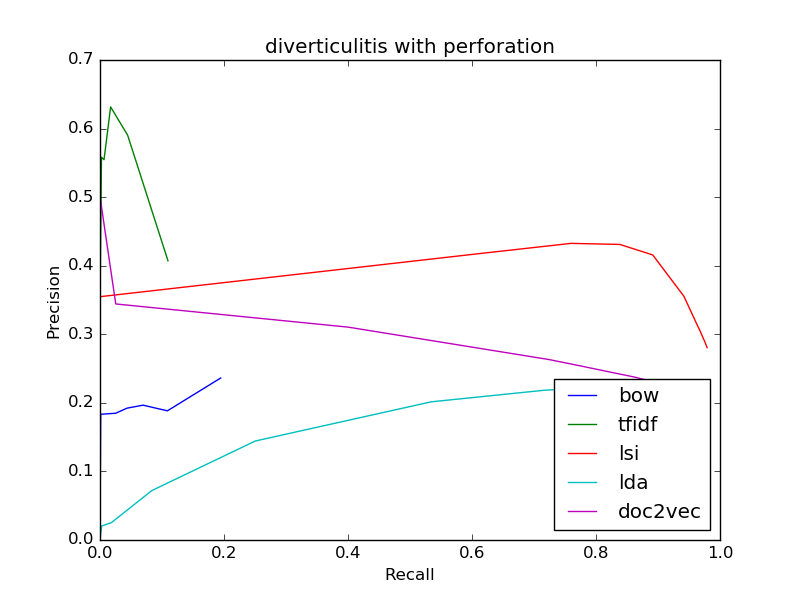 diverticulitis with perforation
0.7
0.6
0.5
0.4
0.3
0.2
0.1
0.0
Precision
bow
tfidf
lsi
lda
doc2vec
0.0 0.2 0.4 0.6 0.8 1.0
Recall